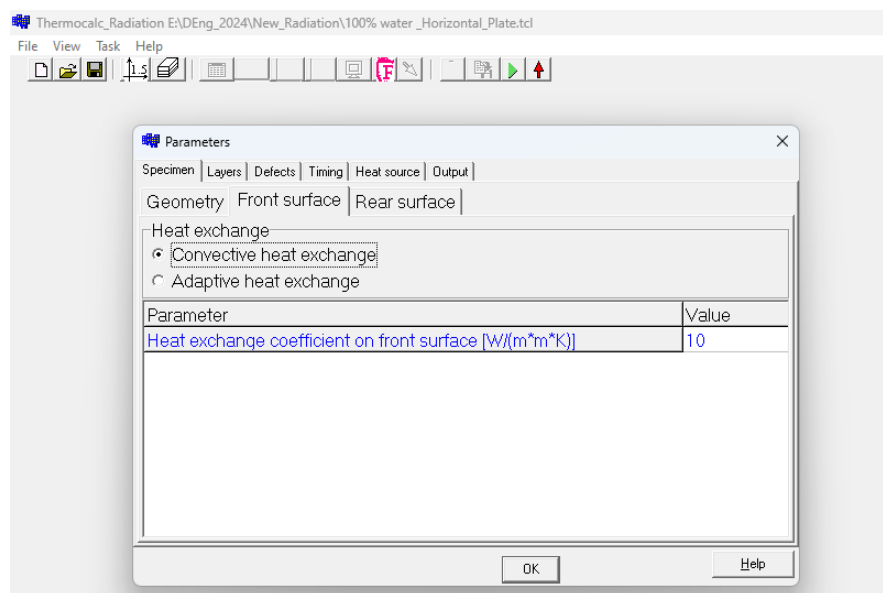 Thermocalc_Radiation E:\DEng_2024\New_Radiation\100% water _Horizontal_Plate.tcl
File View Task Help
1.5 F
Parameters
Specimen Layers Defects Timing Heat source Output
Geometry Front surface Rear surface
Heat exchange
Convective heat exchange
Adaptive heat exchange
Parameter Value
Heat exchange coefficient on front surface [W/(m*m*K)] 10
OK Help